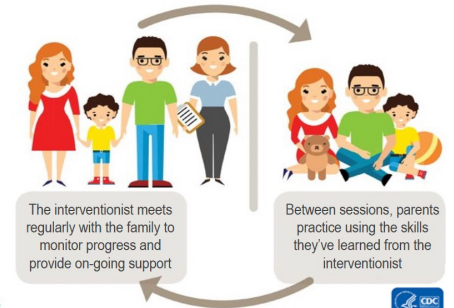 The interventionist meets
regularly with the family to
monitor progress and
provide on-going support
Between sessions, parents
practice using the skills
they've learned from the
interventionist
CDC